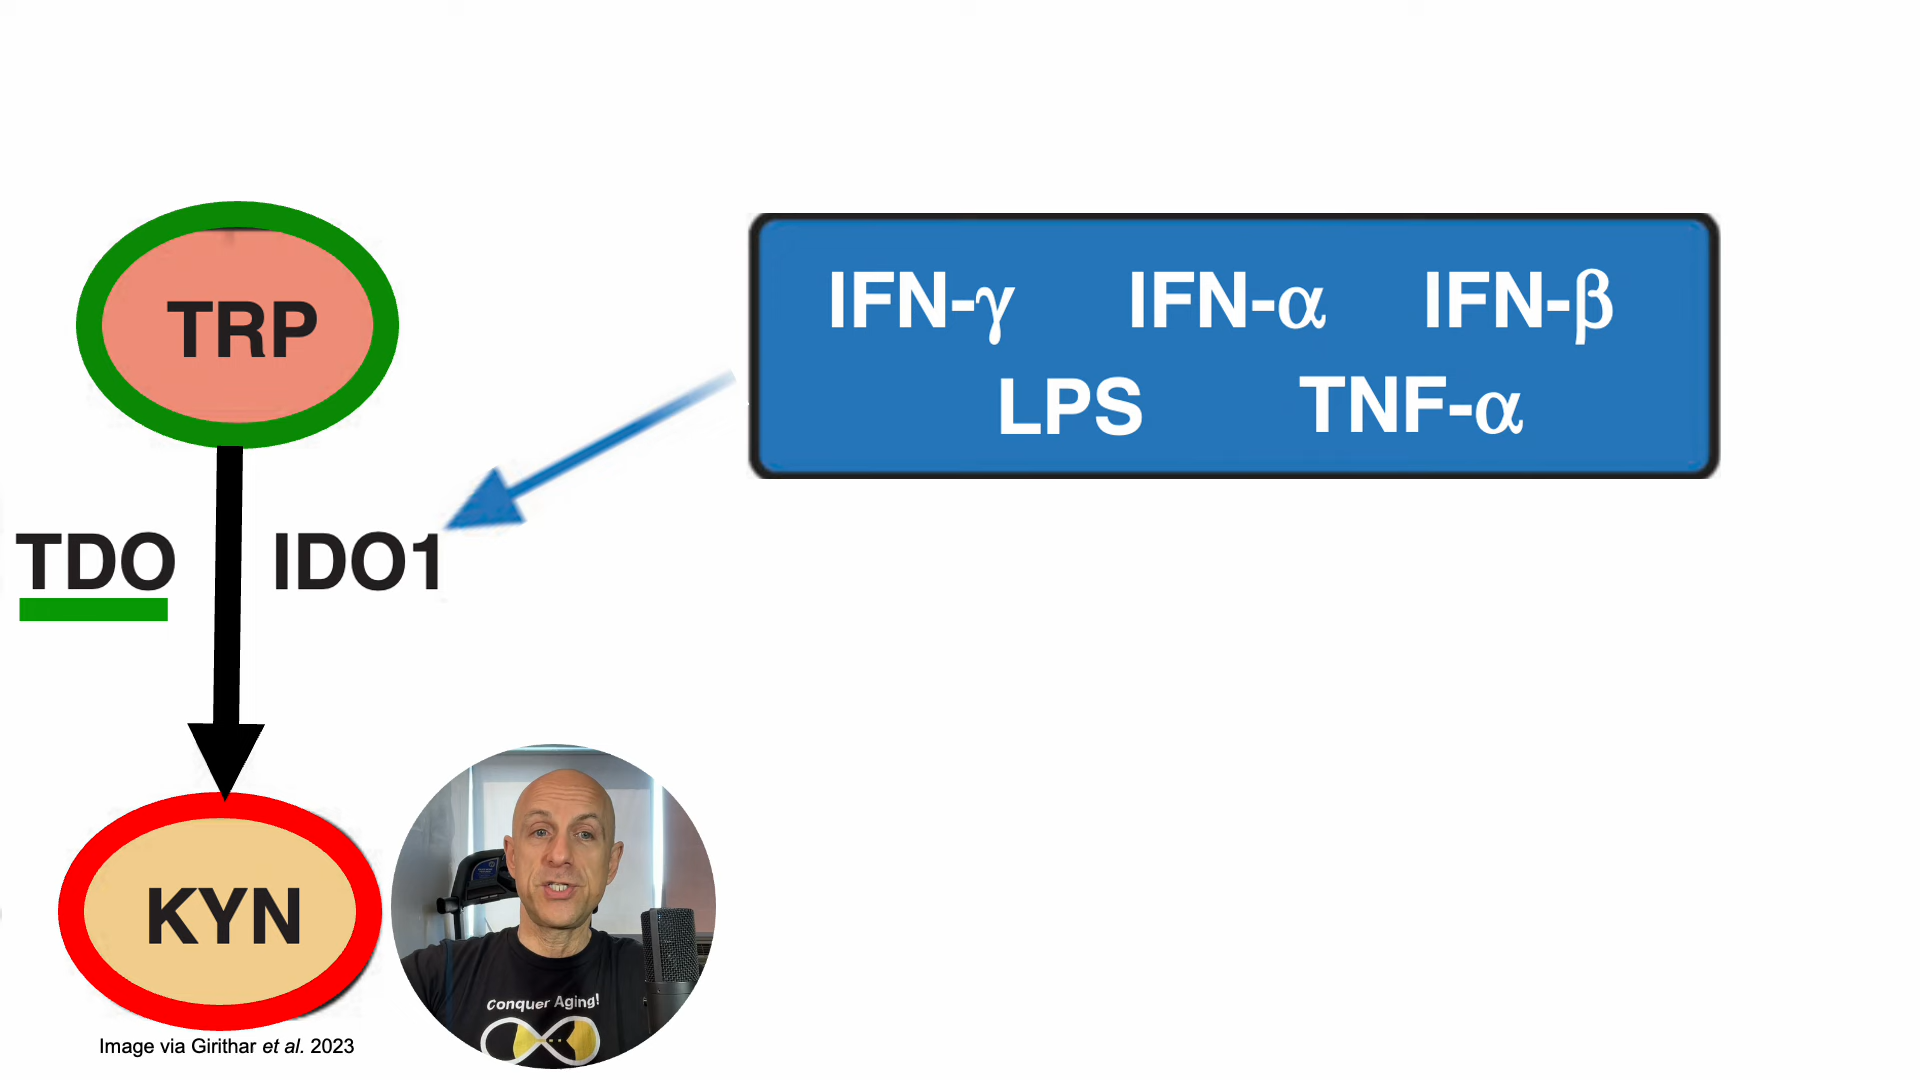 TRP
IFN-γ IFN-α IFN-β
LPS TNF-α
TDO IDO1
KYN
Conquer Aging!
Image via Girithar et al. 2023